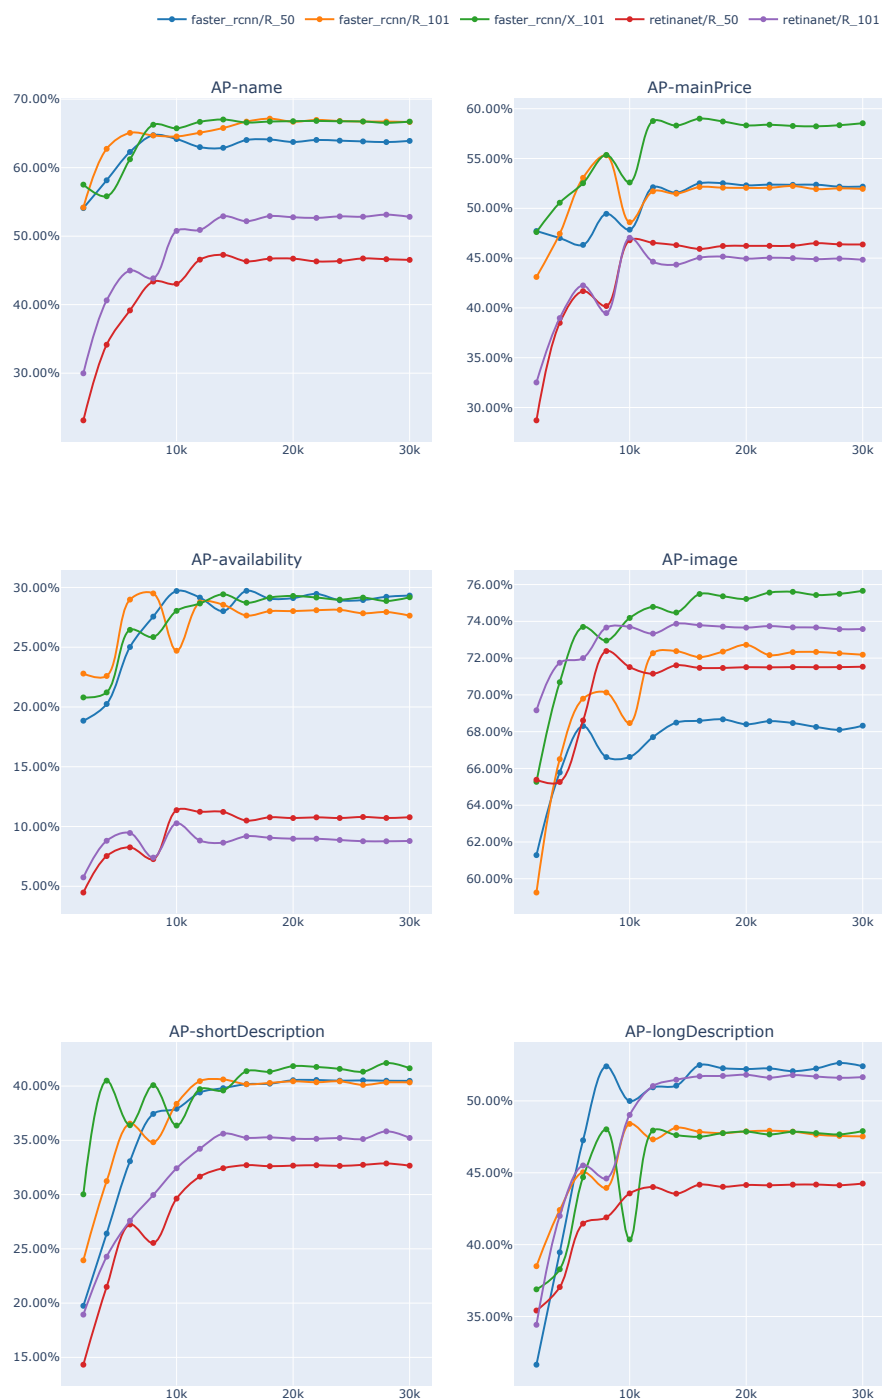 faster_rcnn/R_50 faster_rcnn/R_101 faster_rcnn/X_101 retinanet/R_50 retinanet/R_101
AP-name
70.00%
60.00%
50.00%
40.00%
30.00%
10k 20k 30k
AP-mainPrice
60.00%
55.00%
50.00%
45.00%
40.00%
35.00%
30.00%
10k 20k 30k
AP-availability
30.00%
25.00%
20.00%
15.00%
10.00%
5.00%
10k 20k 30k
AP-image
76.00%
74.00%
72.00%
70.00%
68.00%
66.00%
64.00%
62.00%
60.00%
10k 20k 30k
AP-shortDescription
40.00%
35.00%
30.00%
25.00%
20.00%
15.00%
10k 20k 30k
AP-longDescription
50.00%
45.00%
40.00%
35.00%
10k 20k 30k